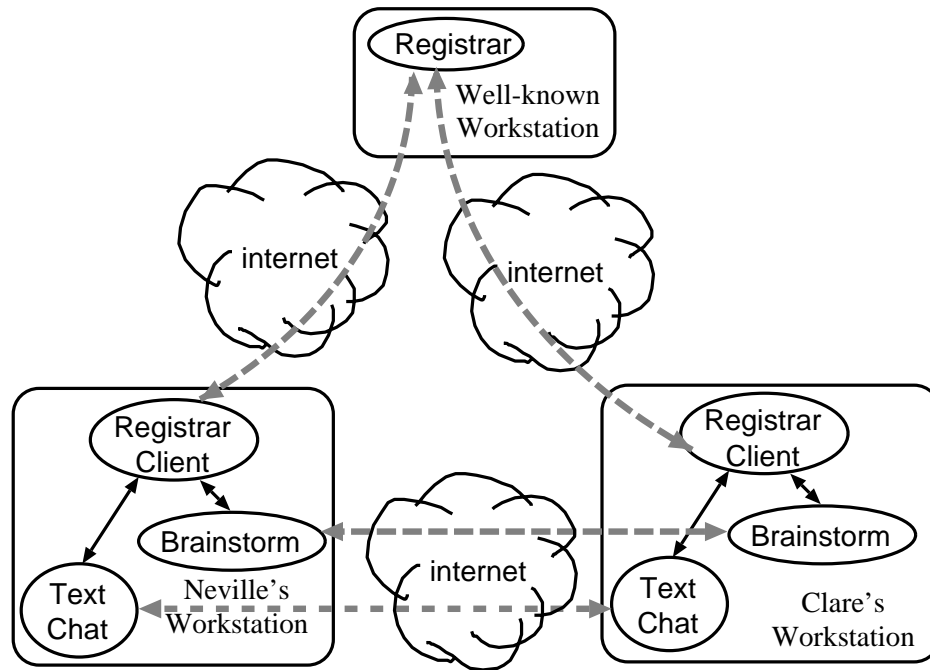 Registrar
Well-known
Workstation
internet
internet
Registrar
Client
Brainstorm
Text
Chat
Neville's
Workstation
internet
Registrar
Client
Brainstorm
Text
Chat
Clare's
Workstation